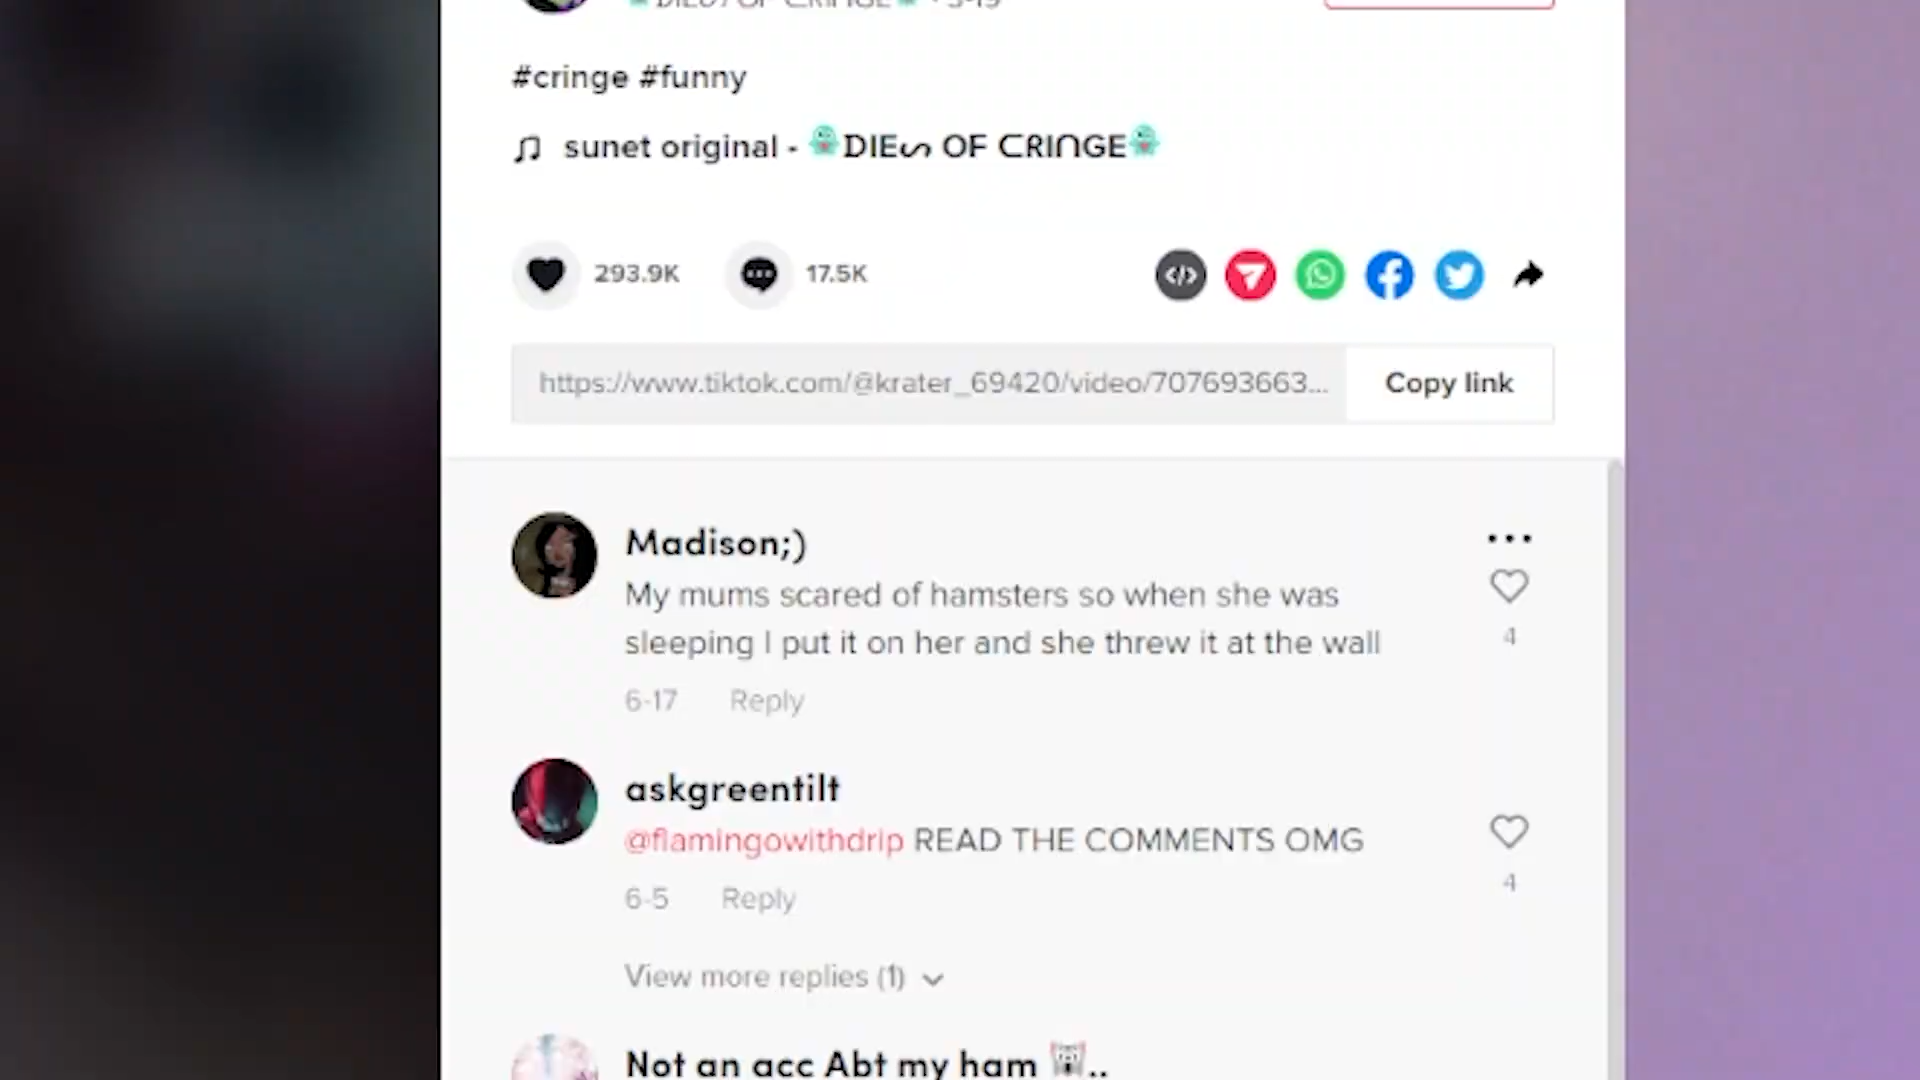 #cringe #funny
sunet original - 👻DIEᔕ OF ᑕRIᑎGE👻
293.9K 17.5K
https://www.tiktok.com/@krater_69420/video/707693663... Copy link
Madison;)
My mums scared of hamsters so when she was
sleeping I put it on her and she threw it at the wall
4
6-17 Reply
askgreentilt
@flamingowithdrip READ THE COMMENTS OMG
4
6-5 Reply
View more replies (1)
Not an acc Abt my ham 🙀..